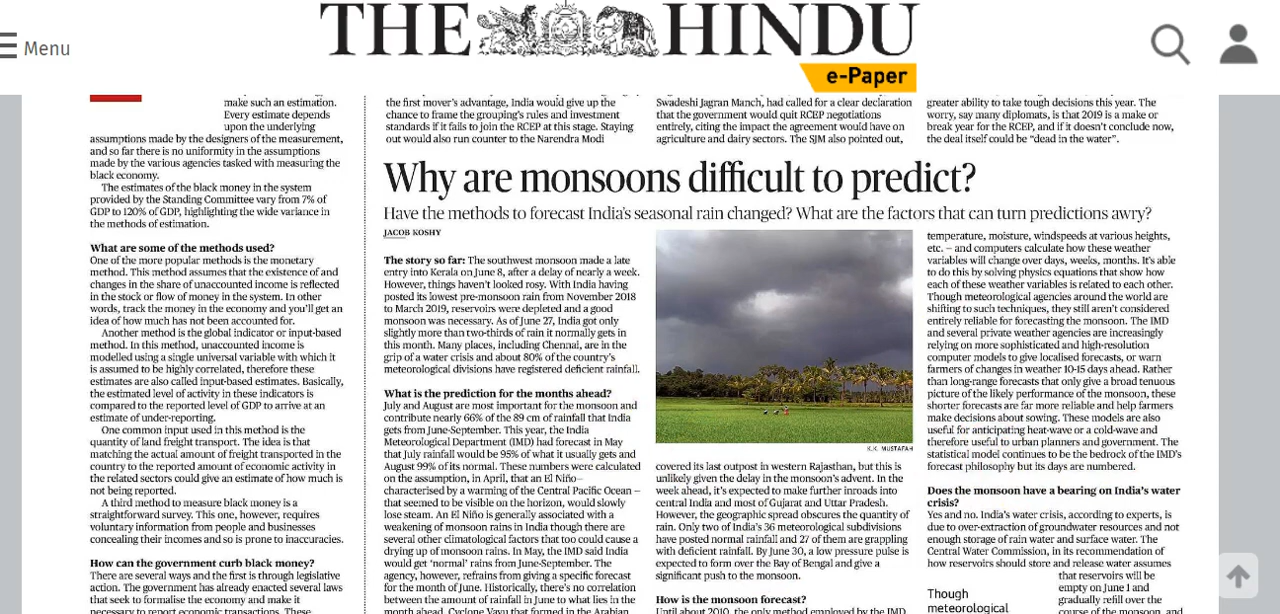 Menu
THE HINDU
e-Paper
make such an estimation.
Every estimate depends
upon the underlying
assumptions made by the designers of the measurement,
and so far there is no uniformity in the assumptions
made by the various agencies tasked with measuring the
black economy.
The estimates of the black money in the system
provided by the Standing Committee vary from 7% of
GDP to 120% of GDP, highlighting the wide variance in
the methods of estimation.
What are some of the methods used?
One of the more popular methods is the monetary
method. This method assumes that the existence of and
changes in the share of unaccounted income is reflected
in the stock or flow of money in the system. In other
words, track the money in the economy and you'll get an
idea of how much has not been accounted for.
Another method is the global indicator or input-based
method. In this method, unaccounted income is
modelled using a single universal variable with which it
is assumed to be highly correlated, therefore these
estimates are also called input-based estimates. Basically,
the estimated level of activity in these indicators is
compared to the reported level of GDP to arrive at an
estimate of under-reporting.
One common input used in this method is the
quantity of land freight transport. The idea is that
matching the actual amount of freight transported in the
country to the reported amount of economic activity in
the related sectors could give an estimate of how much is
not being reported.
A third method to measure black money is a
straightforward survey. This one, however, requires
voluntary information from people and businesses
concealing their incomes and so is prone to inaccuracies.
How can the government curb black money?
There are several ways and the first is through legislative
action. The government has already enacted several laws
that seek to formalise the economy and make it
necessary to report economic transactions. These
the first mover's advantage, India would give up the
chance to frame the grouping's rules and investment
standards if it fails to join the RCEP at this stage. Staying
out would also run counter to the Narendra Modi
Swadeshi Jagran Manch, had called for a clear declaration
that the government would quit RCEP negotiations
entirely, citing the impact the agreement would have on
agriculture and dairy sectors. The SJM also pointed out,
greater ability to take tough decisions this year. The
worry, say many diplomats, is that 2019 is a make or
break year for the RCEP, and if it doesn't conclude now,
the deal itself could be "dead in the water".
Why are monsoons difficult to predict?
Have the methods to forecast India's seasonal rain changed? What are the factors that can turn predictions awry?
JACOB KOSHY
The story so far: The southwest monsoon made a late
entry into Kerala on June 8, after a delay of nearly a week.
However, things haven't looked rosy. With India having
posted its lowest pre-monsoon rain from November 2018
to March 2019, reservoirs were depleted and a good
monsoon was necessary. As of June 27, India got only
slightly more than two-thirds of rain it normally gets in
this month. Many places, including Chennai, are in the
grip of a water crisis and about 80% of the country's
meteorological divisions have registered deficient rainfall.
What is the prediction for the months ahead?
July and August are most important for the monsoon and
contribute nearly 66% of the 89 cm of rainfall that India
gets from June-September. This year, the India
Meteorological Department (IMD) had forecast in May
that July rainfall would be 95% of what it usually gets and
August 99% of its normal. These numbers were calculated
on the assumption, in April, that an El Niño—
characterised by a warming of the Central Pacific Ocean —
that seemed to be visible on the horizon, would slowly
lose steam. An El Niño is generally associated with a
weakening of monsoon rains in India though there are
several other climatological factors that too could cause a
drying up of monsoon rains. In May, the IMD said India
would get 'normal' rains from June-September. The
agency, however, refrains from giving a specific forecast
for the month of June. Historically, there's no correlation
between the amount of rainfall in June to what it lies in the
month ahead. Cyclone Vayu that formed in the Arabian
K.K. MUSTAFAH
covered its last outpost in western Rajasthan, but this is
unlikely given the delay in the monsoon's advent. In the
week ahead, it's expected to make further inroads into
central India and most of Gujarat and Uttar Pradesh.
However, the geographic spread obscures the quantity of
rain. Only two of India's 36 meteorological subdivisions
have posted normal rainfall and 27 of them are grappling
with deficient rainfall. By June 30, a low pressure pulse is
expected to form over the Bay of Bengal and give a
significant push to the monsoon.
How is the monsoon forecast?
Until about 2010, the only method employed by the IMD
temperature, moisture, windspeeds at various heights,
etc. — and computers calculate how these weather
variables will change over days, weeks, months. It's able
to do this by solving physics equations that show how
each of these weather variables is related to each other.
Though meteorological agencies around the world are
shifting to such techniques, they still aren't considered
entirely reliable for forecasting the monsoon. The IMD
and several private weather agencies are increasingly
relying on more sophisticated and high-resolution
computer models to give localised forecasts, or warn
farmers of changes in weather 10-15 days ahead. Rather
than long-range forecasts that only give a broad tenuous
picture of the likely performance of the monsoon, these
shorter forecasts are far more reliable and help farmers
make decisions about sowing. These models are also
useful for anticipating heat-wave or a cold-wave and
therefore useful to urban planners and government. The
statistical model continues to be the bedrock of the IMD's
forecast philosophy but its days are numbered.
Does the monsoon have a bearing on India's water
crisis?
Yes and no. India's water crisis, according to experts, is
due to over-extraction of groundwater resources and not
enough storage of rain water and surface water. The
Central Water Commission, in its recommendation of
how reservoirs should store and release water assumes
that reservoirs will be
empty on June 1 and
gradually refill over the
course of the monsoon, and
Though
meteorological